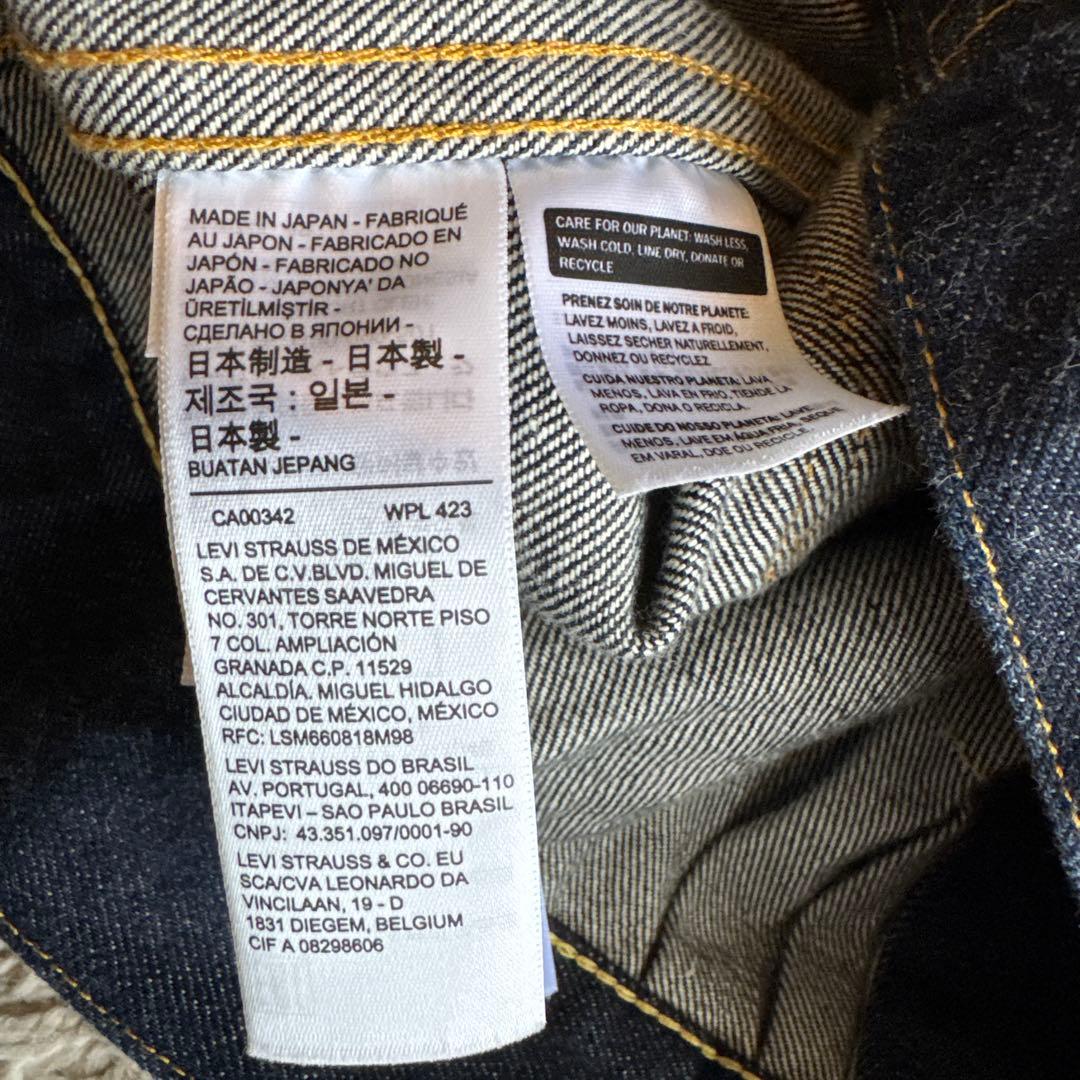 MADE IN JAPAN - FABRIQUÉ
AU JAPON - FABRICADO EN
JAPÓN - FABRICADO NO
JAPÃO - JAPONYA' DA
ÜRETİLMİŞTİR -
СДЕЛАНО В ЯПОНИИ -
日本制造 - 日本製 -
제조국 : 일본 -
日本製 -
BUATAN JEPANG
CA00342 WPL 423
LEVI STRAUSS DE MÉXICO
S.A. DE C.V.BLVD. MIGUEL DE
CERVANTES SAAVEDRA
NO. 301, TORRE NORTE PISO
7 COL. AMPLIACIÓN
GRANADA C.P. 11529
ALCALDÍA. MIGUEL HIDALGO
CIUDAD DE MÉXICO, MÉXICO
RFC: LSM660818M98
LEVI STRAUSS DO BRASIL
AV. PORTUGAL, 400 06690-110
ITAPEVI – SAO PAULO BRASIL
CNPJ: 43.351.097/0001-90
LEVI STRAUSS & CO. EU
SCA/CVA LEONARDO DA
VINCILAAN, 19 - D
1831 DIEGEM, BELGIUM
CIF A 08298606
CARE FOR OUR PLANET: WASH LESS,
WASH COLD, LINE DRY, DONATE OR
RECYCLE
PRENEZ SOIN DE NOTRE PLANETE:
LAVEZ MOINS, LAVEZ A FROID,
LAISSEZ SECHER NATURELLEMENT,
DONNEZ OU RECYCLEZ
CUIDA NUESTRO PLANETA: LAVA
MENOS, LAVA EN FRIO, TIENDE LA
ROPA, DONA O RECICLA.
CUIDE DO NOSSO PLANETA: LAVE
MENOS, LAVE EM ÁGUA FRIA, SEQUE
EM VARAL, DOE OU RECICLE